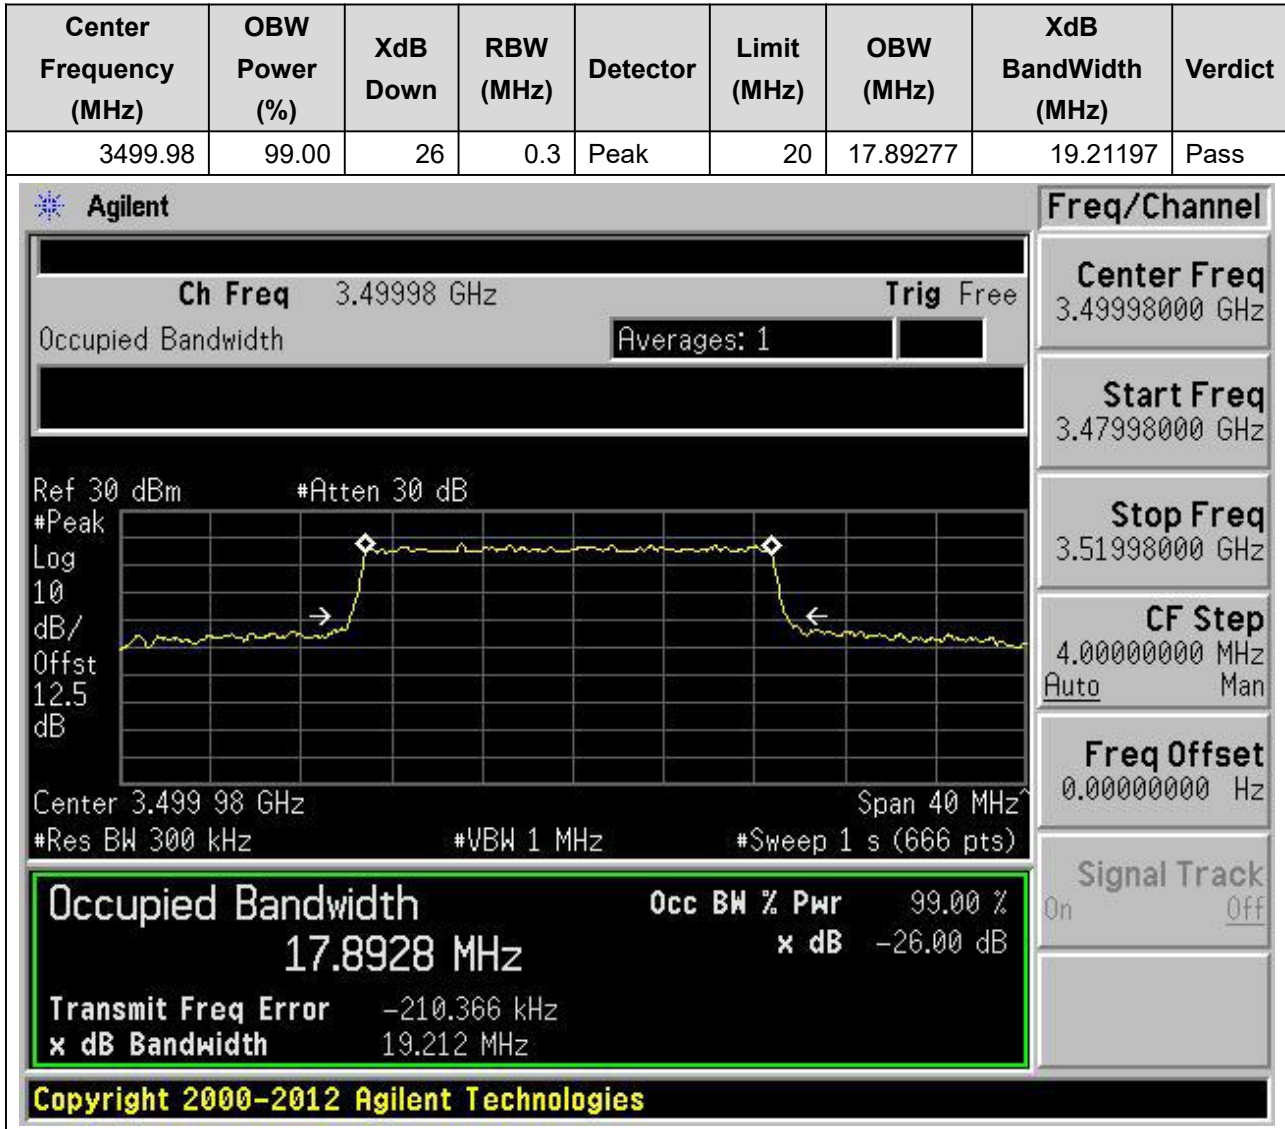 Center Frequency (MHz) OBW Power (%) XdB Down RBW (MHz) Detector Limit (MHz) OBW (MHz) XdB BandWidth (MHz) Verdict
3499.98 99.00 26 0.3 Peak 20 17.89277 19.21197 Pass
Agilent
Freq/Channel
Ch Freq 3.49998 GHz Trig Free
Occupied Bandwidth Averages: 1
Center Freq
3.49998000 GHz
Start Freq
3.47998000 GHz
Stop Freq
3.51998000 GHz
CF Step
4.00000000 MHz
Auto Man
Freq Offset
0.00000000 Hz
Signal Track
On Off
Ref 30 dBm #Atten 30 dB
#Peak
Log
10
dB/
Offst
12.5
dB
Center 3.499 98 GHz Span 40 MHz^
#Res BW 300 kHz #VBW 1 MHz #Sweep 1 s (666 pts)
Occupied Bandwidth Occ BW % Pwr 99.00 %
17.8928 MHz x dB -26.00 dB
Transmit Freq Error -210.366 kHz
x dB Bandwidth 19.212 MHz
Copyright 2000-2012 Agilent Technologies